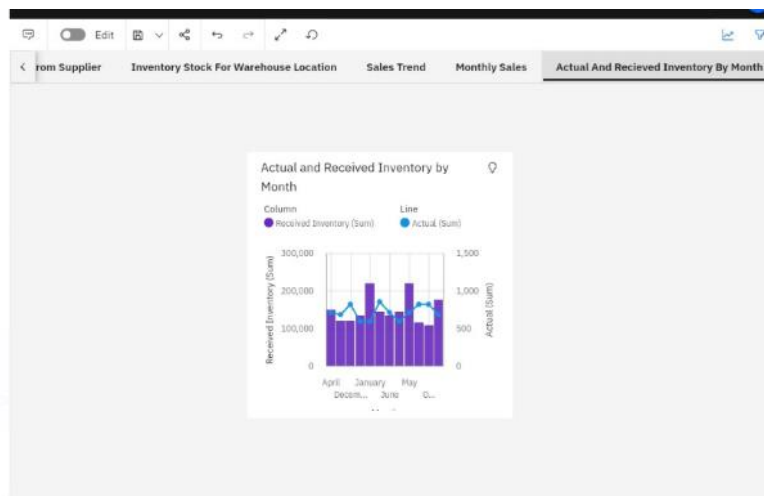 Edit
rom Supplier Inventory Stock For Warehouse Location Sales Trend Monthly Sales Actual And Recieved Inventory By Month
Actual and Received Inventory by
Month
Column Line
Received Inventory (Sum) Actual (Sum)
300,000 1,500
200,000 1,000
100,000 500
0 0
Received Inventory (Sum)
Actual (Sum)
April January May
Decem... June O...